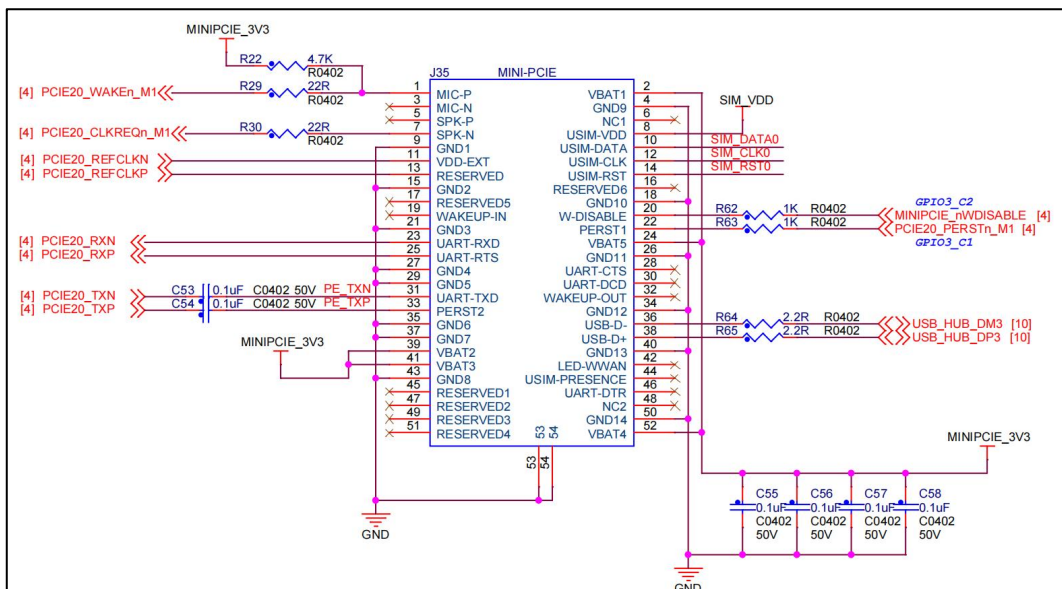 MINIPCIE_3V3
R22 4.7K
R0402
J35 MINI-PCIE
[4] PCIE20_WAKEn_M1 R29 22R 1 MIC-P VBAT1 2
R0402 3 MIC-N GND9 4 SIM_VDD
5 SPK-P NC1 6
[4] PCIE20_CLKREQn_M1 R30 22R 7 SPK-N USIM-VDD 8
R0402 9 GND1 USIM-DATA 10 SIM_DATA0
[4] PCIE20_REFCLKN 11 VDD-EXT USIM-CLK 12 SIM_CLK0
[4] PCIE20_REFCLKP 13 RESERVED USIM-RST 14 SIM_RST0
15 GND2 RESERVED6 16
17 RESERVED5 GND10 18 GPIO3_C2
19 WAKEUP-IN W-DISABLE 20 R62 1K R0402 MINIPCIE_nWDISABLE [4]
21 GND3 PERST1 22 R63 1K R0402 PCIE20_PERSTn_M1 [4]
[4] PCIE20_RXN 23 UART-RXD VBAT5 24 GPIO3_C1
[4] PCIE20_RXP 25 UART-RTS GND11 26
27 GND4 UART-CTS 28
29 GND5 UART-DCD 30
[4] PCIE20_TXN C53 0.1uF C0402 50V PE_TXN 31 UART-TXD WAKEUP-OUT 32
[4] PCIE20_TXP C54 0.1uF C0402 50V PE_TXP 33 PERST2 GND12 34
35 GND6 USB-D- 36 R64 2.2R R0402 USB_HUB_DM3 [10]
37 GND7 USB-D+ 38 R65 2.2R R0402 USB_HUB_DP3 [10]
MINIPCIE_3V3 39 VBAT2 GND13 40
41 VBAT3 LED-WWAN 42
43 GND8 USIM-PRESENCE 44
45 RESERVED1 UART-DTR 46
47 RESERVED2 NC2 48
49 RESERVED3 GND14 50
51 RESERVED4 VBAT4 52
53 54
53 54
MINIPCIE_3V3
C55 C56 C57 C58
0.1uF 0.1uF 0.1uF 0.1uF
C0402 C0402 C0402 C0402
50V 50V 50V 50V
GND
GND